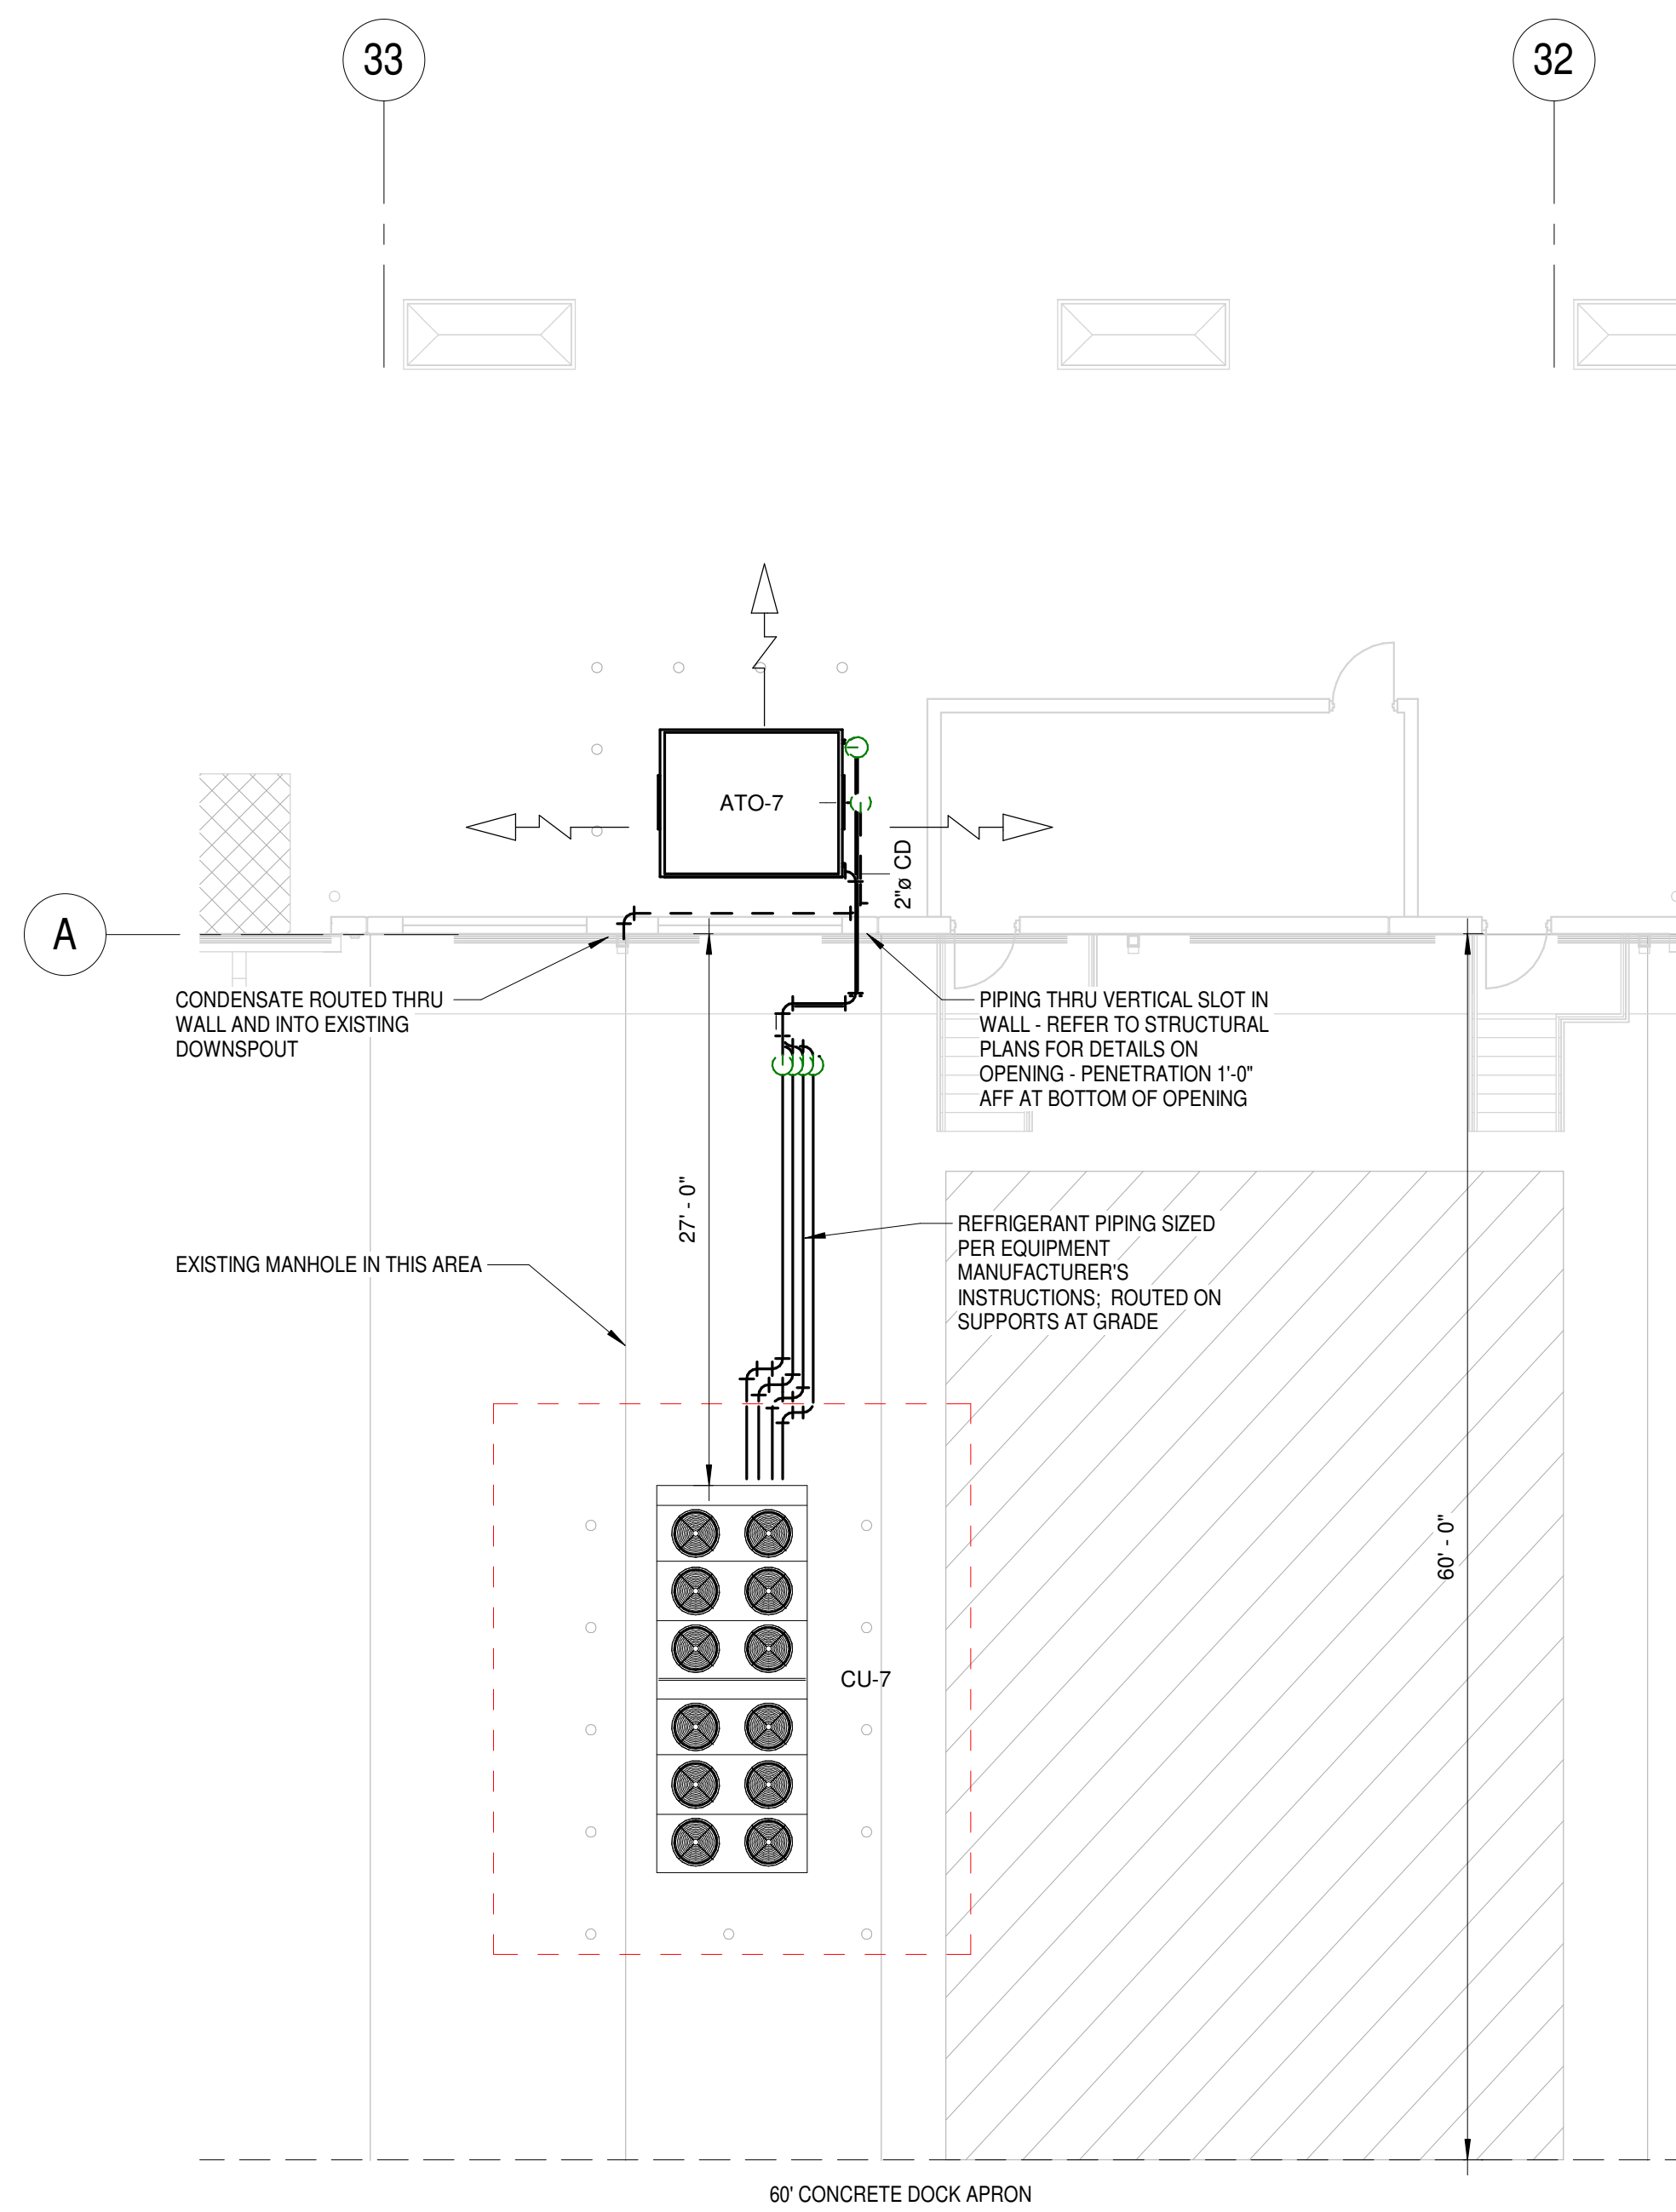 33
32
ATO-7
2"ø CD
A
CONDENSATE ROUTED THRU
WALL AND INTO EXISTING
DOWNSPOUT
PIPING THRU VERTICAL SLOT IN
WALL - REFER TO STRUCTURAL
PLANS FOR DETAILS ON
OPENING - PENETRATION 1'-0"
AFF AT BOTTOM OF OPENING
27' - 0"
REFRIGERANT PIPING SIZED
PER EQUIPMENT
MANUFACTURER'S
INSTRUCTIONS; ROUTED ON
SUPPORTS AT GRADE
EXISTING MANHOLE IN THIS AREA
60' - 0"
CU-7
60' CONCRETE DOCK APRON